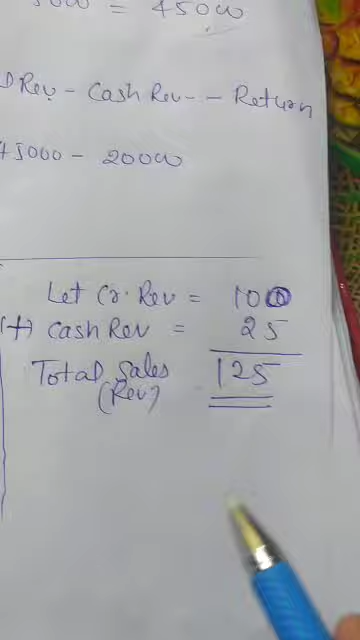 = 45000
Rev - Cash Rev - - Return
45000 - 20000
Let Cr. Rev = 100
(+) Cash Rev = 25
Total Sales 125
(Rev)